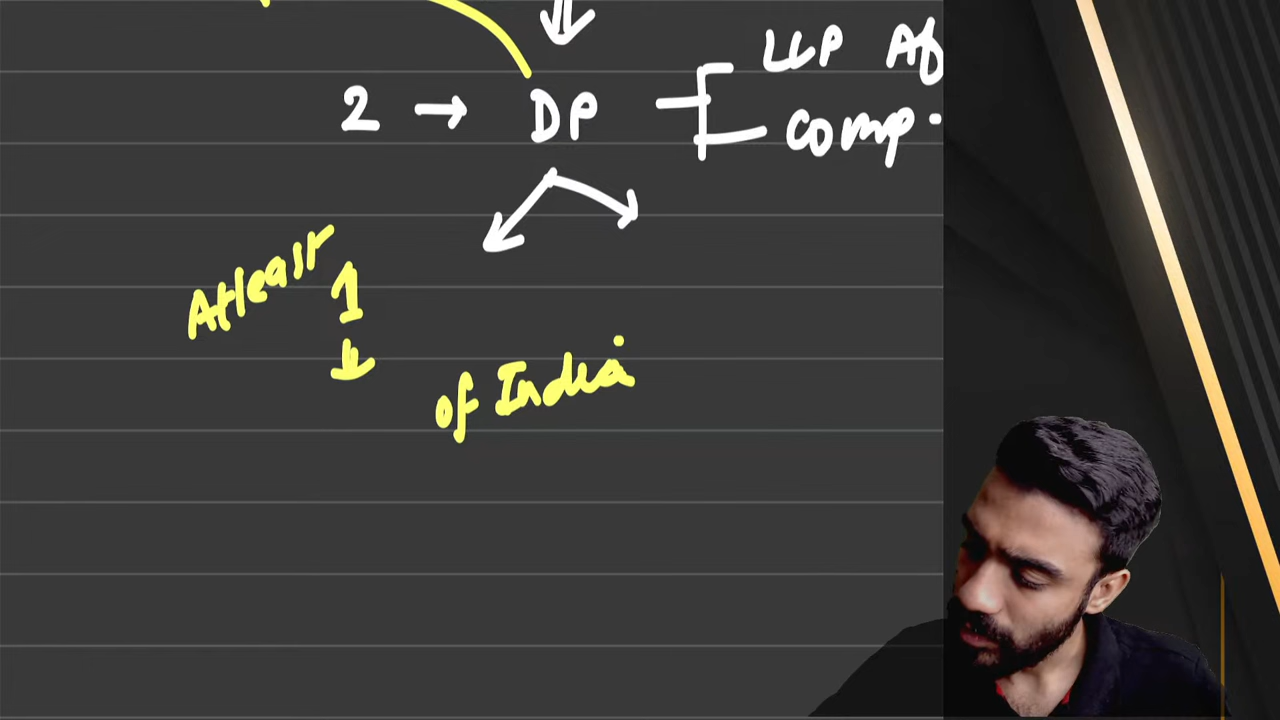 LLP Af
2 → DP
comp.
Atleast 1
of India